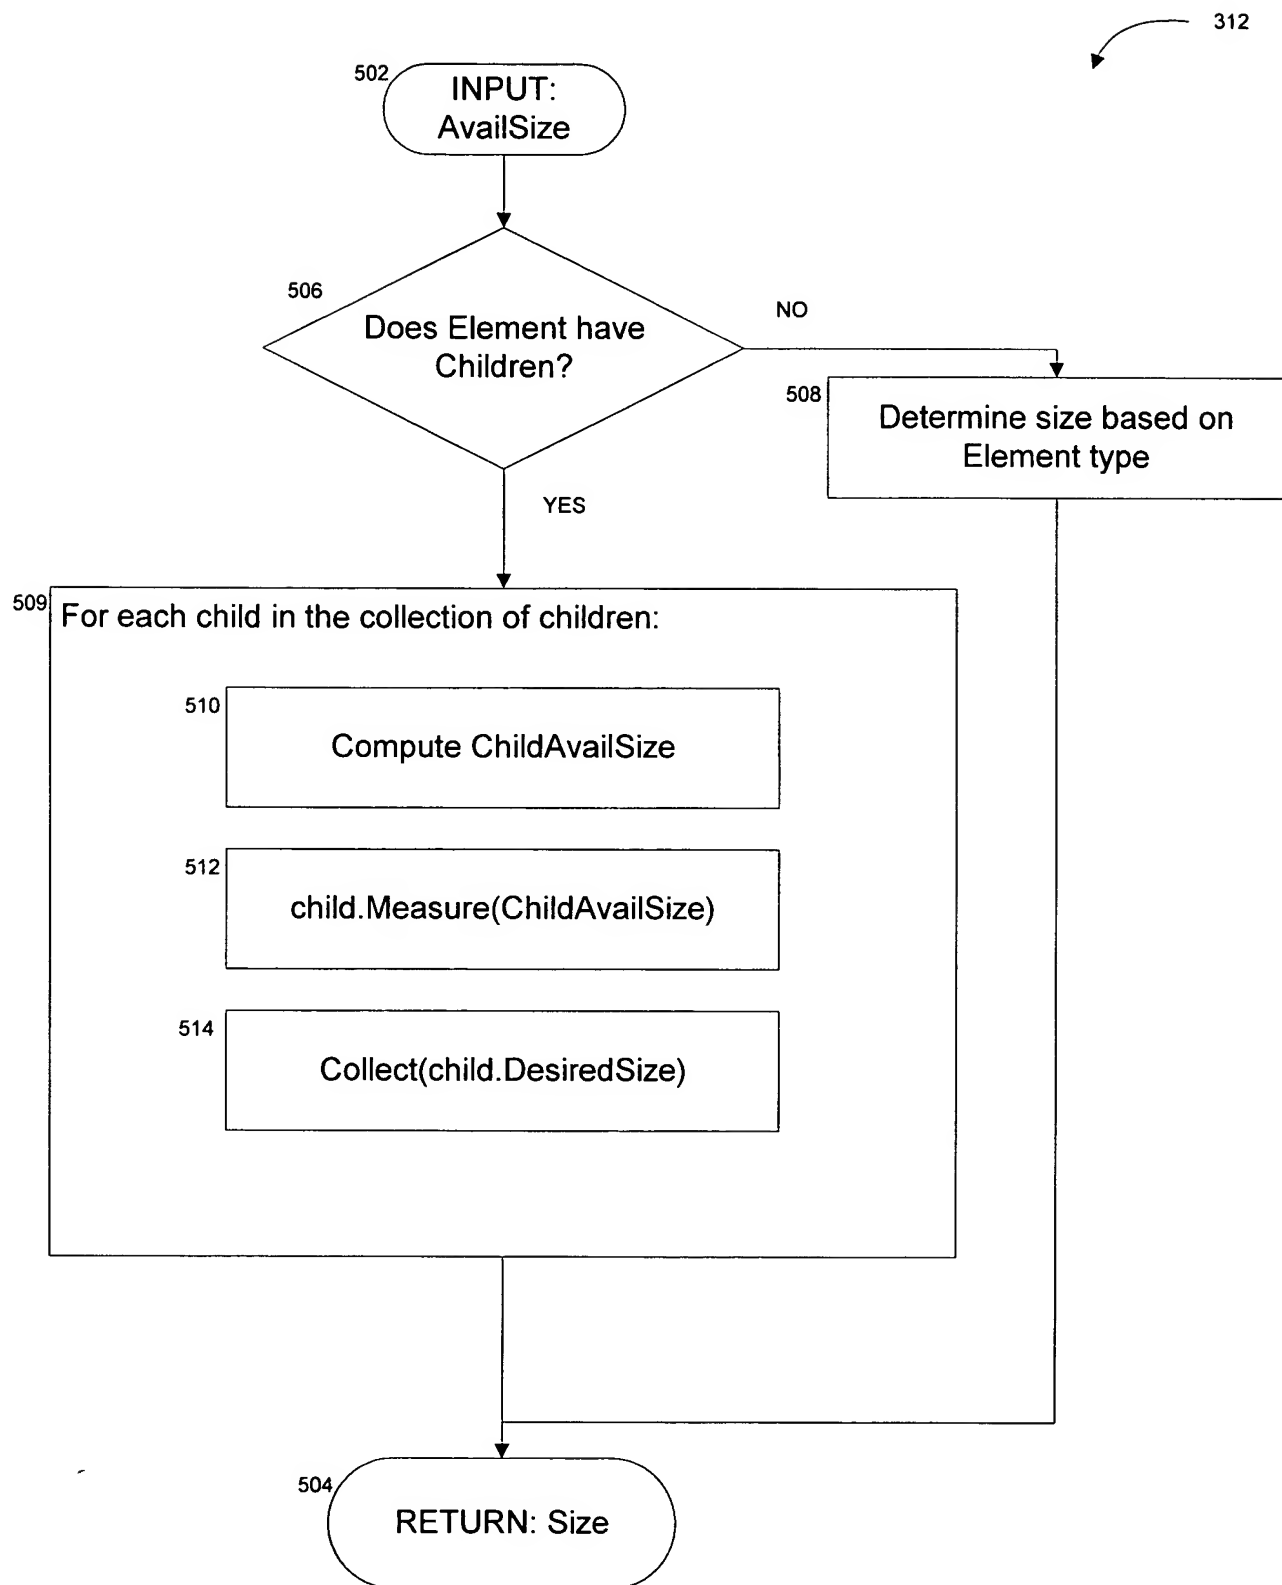 312
502
INPUT:
AvailSize
506
Does Element have
Children?
NO
508
Determine size based on
Element type
YES
509
For each child in the collection of children:
510
Compute ChildAvailSize
512
child.Measure(ChildAvailSize)
514
Collect(child.DesiredSize)
504
RETURN: Size